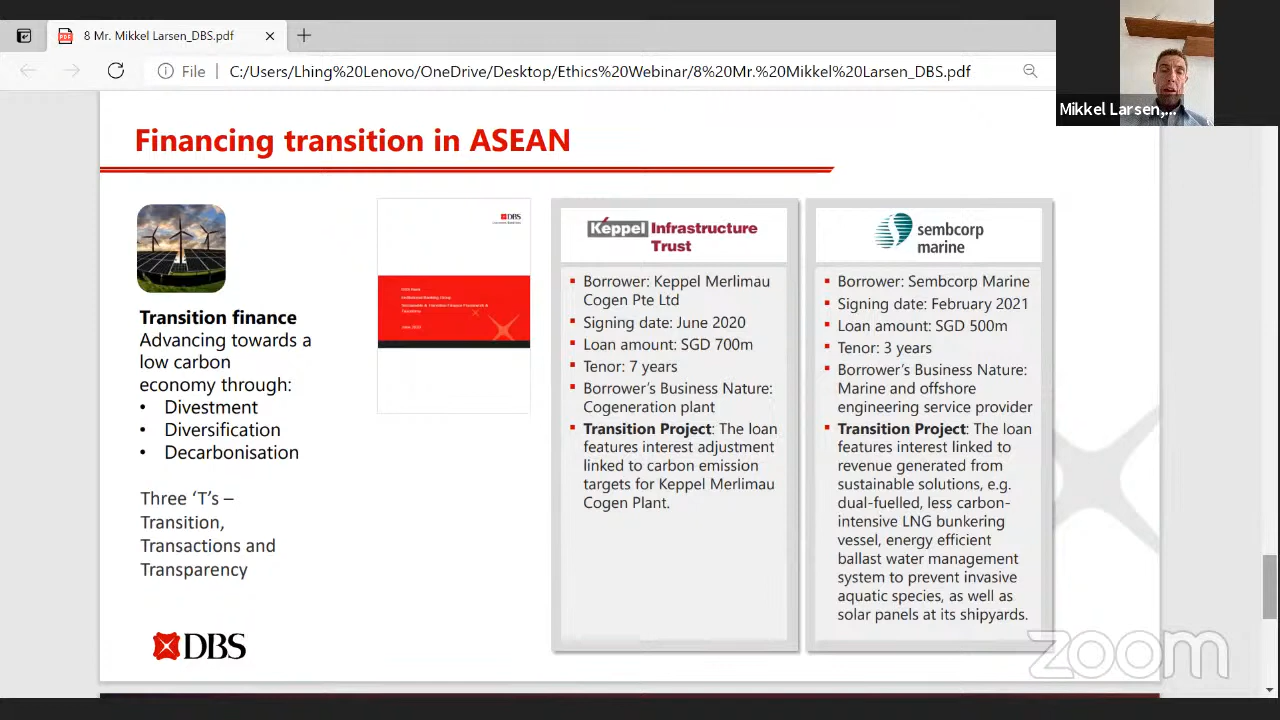 8 Mr. Mikkel Larsen_DBS.pdf
File
C:/Users/Lhing%20Lenovo/OneDrive/Desktop/Ethics%20Webinar/8%20Mr.%20Mikkel%20Larsen_DBS.pdf
Mikkel Larsen,...
Financing transition in ASEAN
Transition finance
Advancing towards a
low carbon
economy through:
• Divestment
• Diversification
• Decarbonisation
Three ‘T’s –
Transition,
Transactions and
Transparency
DBS
DBS
June 2020
Keppel Infrastructure
Trust
Borrower: Keppel Merlimau
Cogen Pte Ltd
Signing date: June 2020
Loan amount: SGD 700m
Tenor: 7 years
Borrower’s Business Nature:
Cogeneration plant
Transition Project: The loan
features interest adjustment
linked to carbon emission
targets for Keppel Merlimau
Cogen Plant.
sembcorp
marine
Borrower: Sembcorp Marine
Signing date: February 2021
Loan amount: SGD 500m
Tenor: 3 years
Borrower’s Business Nature:
Marine and offshore
engineering service provider
Transition Project: The loan
features interest linked to
revenue generated from
sustainable solutions, e.g.
dual-fuelled, less carbon-
intensive LNG bunkering
vessel, energy efficient
ballast water management
system to prevent invasive
aquatic species, as well as
solar panels at its shipyards.
zoom